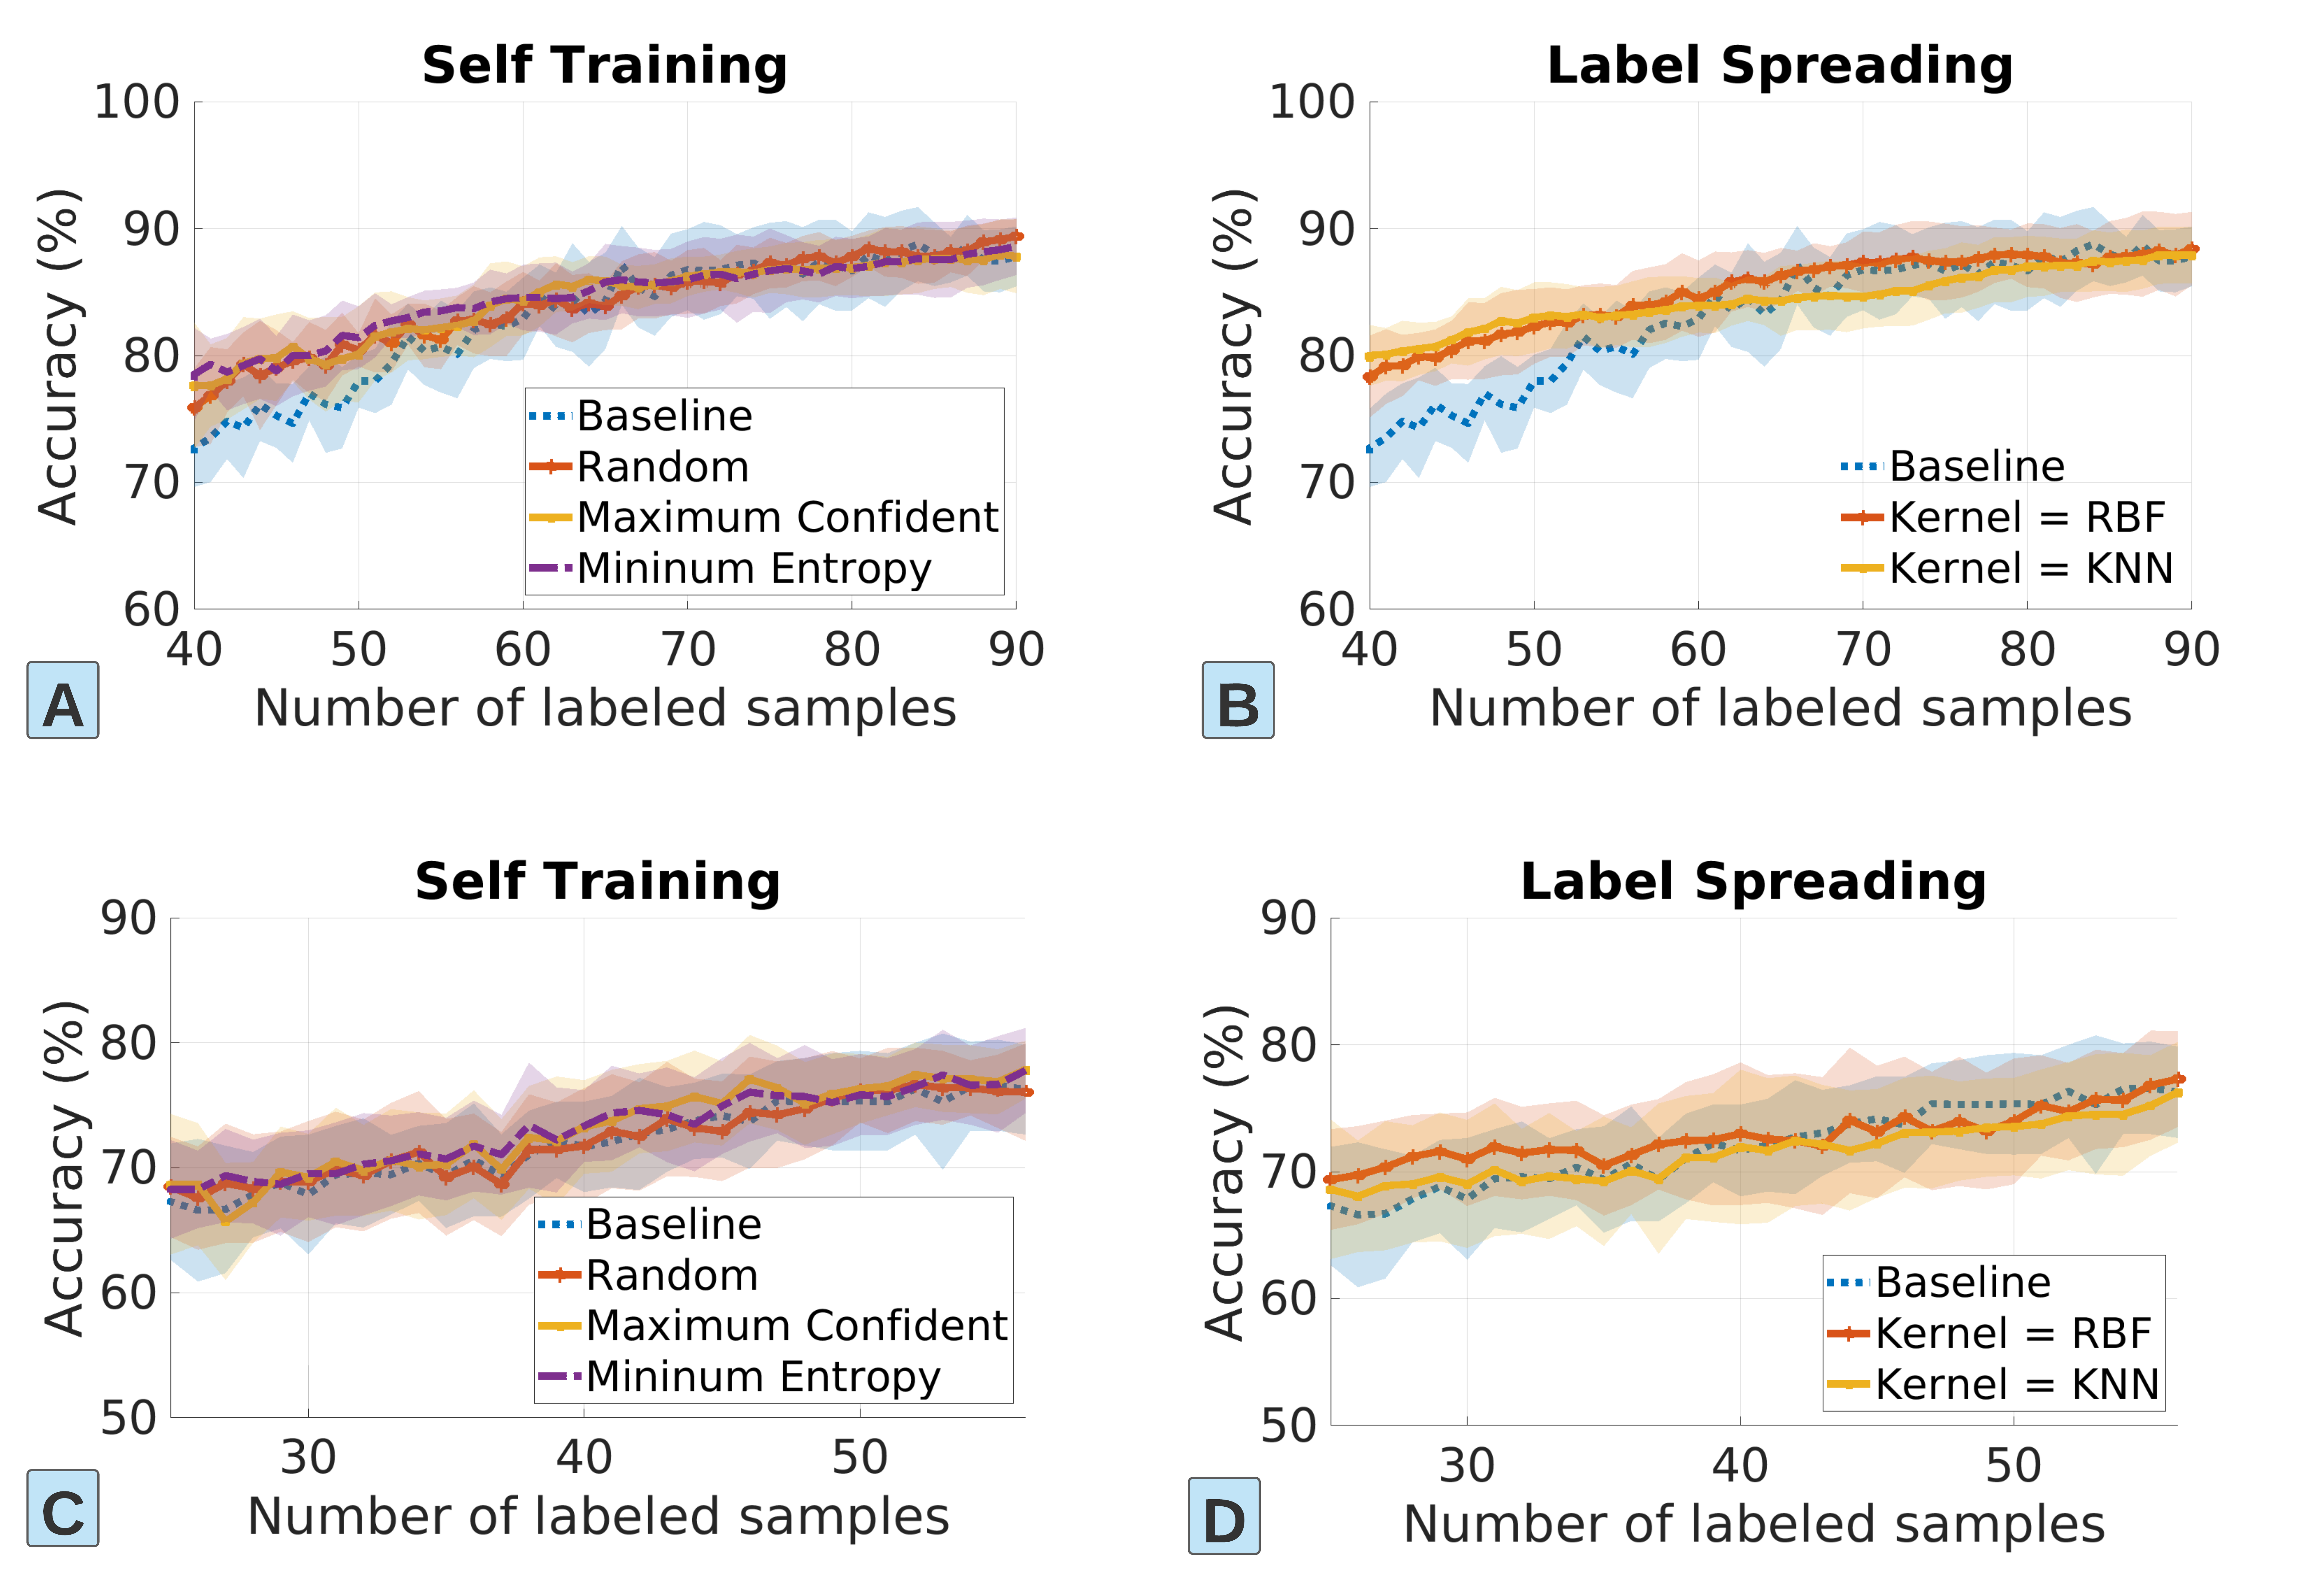 Self Training
Accuracy (%)
100
90
80
70
60
40
50
60
70
80
90
Baseline
Random
Maximum Confident
Mininum Entropy
Number of labeled samples
A
Label Spreading
Accuracy (%)
100
90
80
70
60
40
50
60
70
80
90
Baseline
Kernel = RBF
Kernel = KNN
Number of labeled samples
B
Self Training
Accuracy (%)
90
80
70
60
50
30
40
50
Baseline
Random
Maximum Confident
Mininum Entropy
Number of labeled samples
C
Label Spreading
Accuracy (%)
90
80
70
60
50
30
40
50
Baseline
Kernel = RBF
Kernel = KNN
Number of labeled samples
D